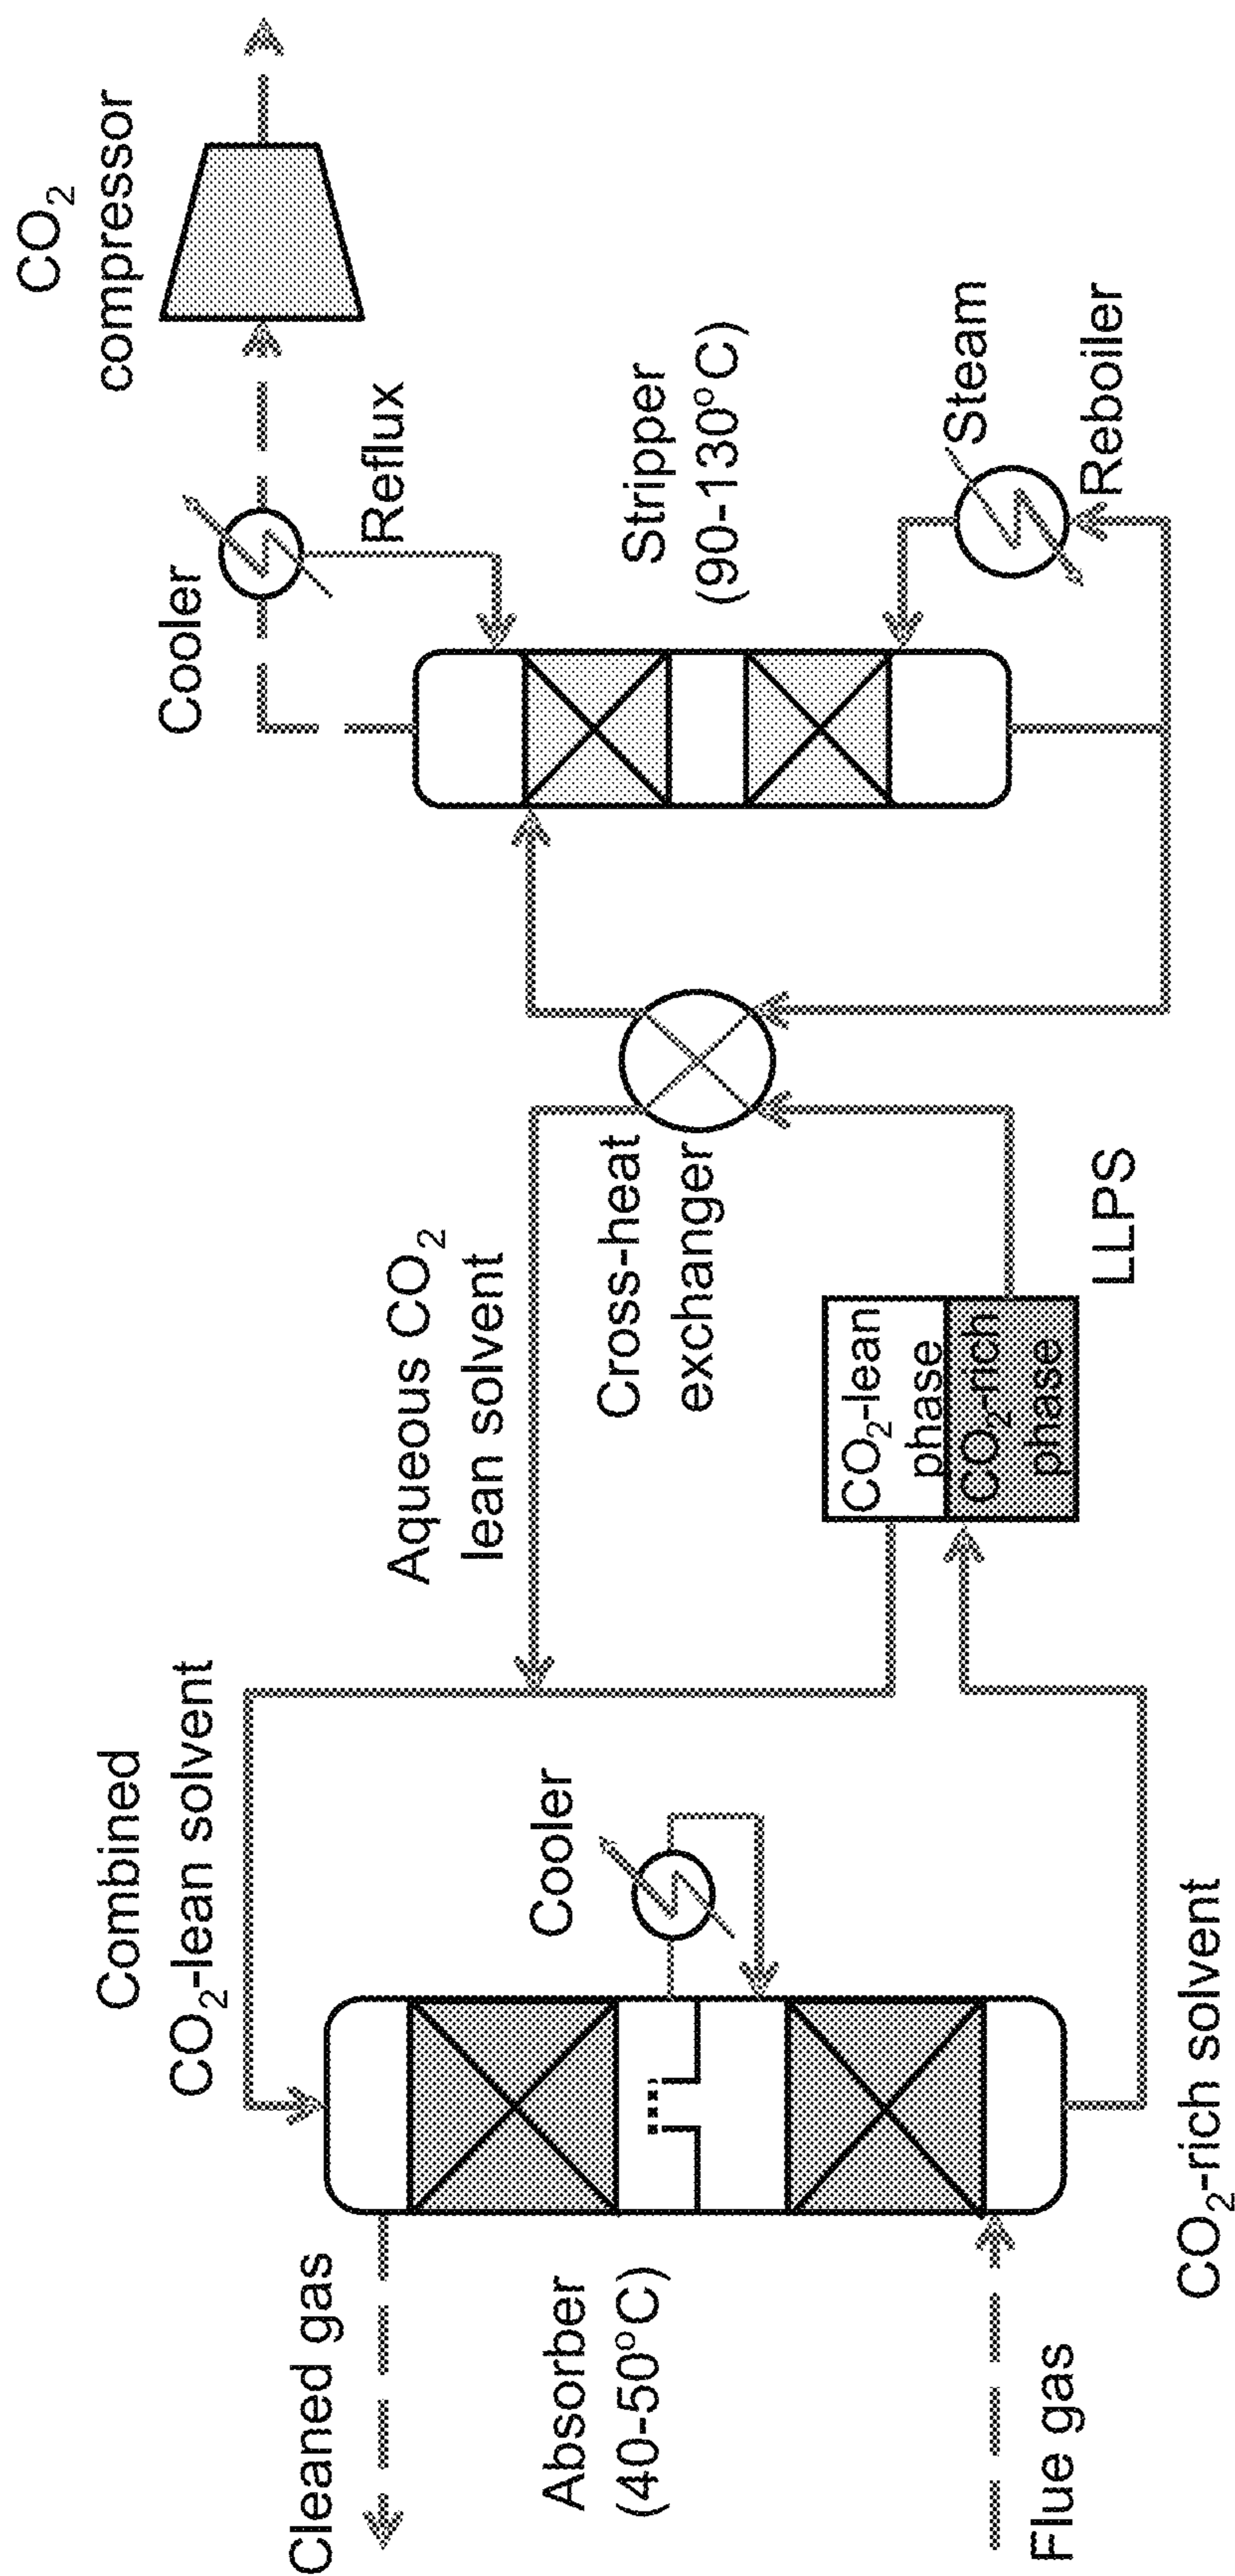 Combined
CO₂-lean solvent
CO₂
compressor
Cleaned gas
Cooler
Reflux
Aqueous CO₂
lean solvent
Absorber
(40-50°C)
Cooler
Cross-heat
exchanger
Stripper
(90-130°C)
CO₂-lean
phase
CO₂-rich
phase
LLPS
Steam
Reboiler
Flue gas
CO₂-rich solvent